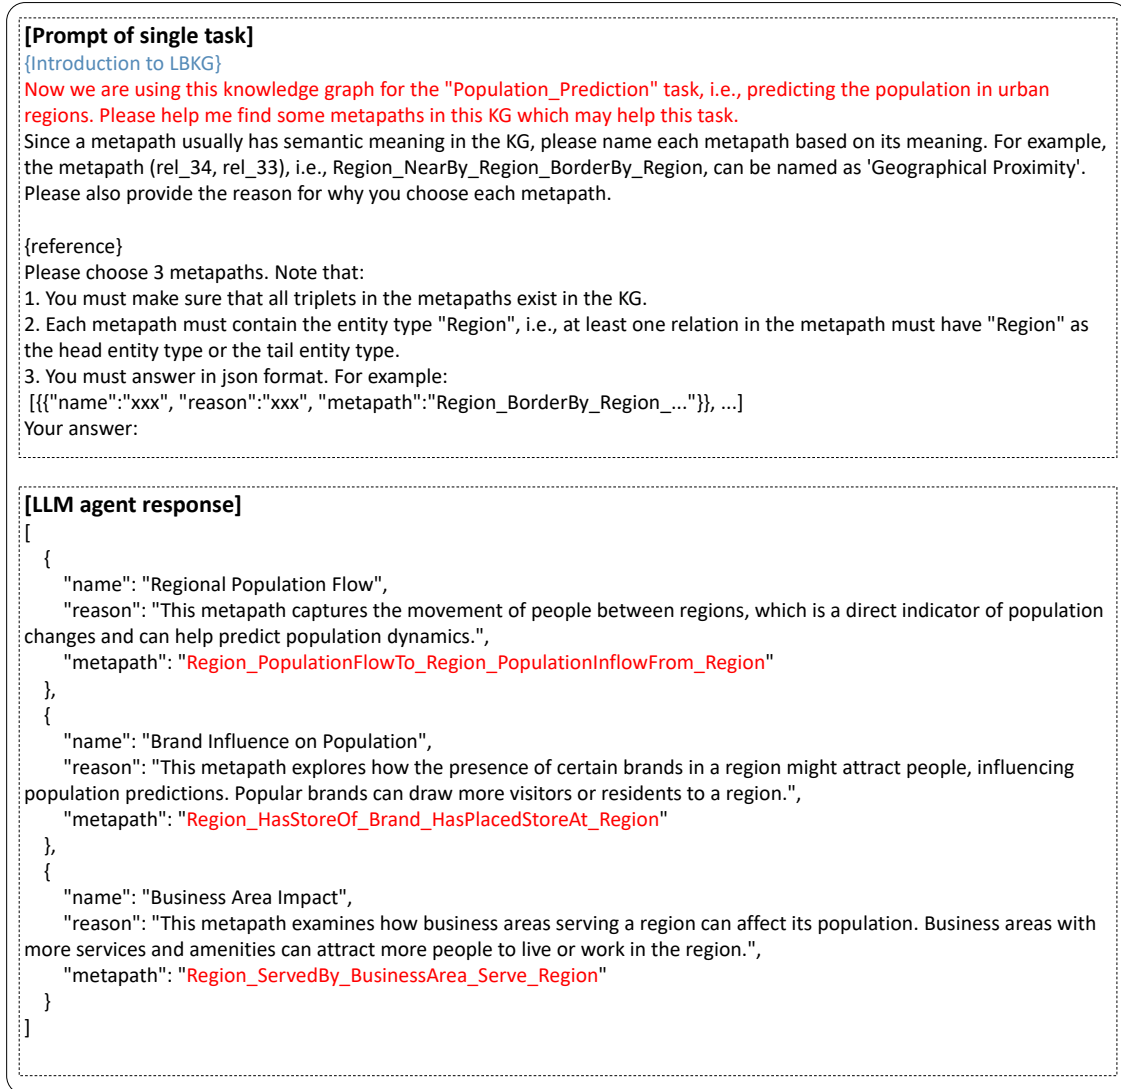 [Prompt of single task]
{Introduction to LBKG}
Now we are using this knowledge graph for the "Population_Prediction" task, i.e., predicting the population in urban
regions. Please help me find some metapaths in this KG which may help this task.
Since a metapath usually has semantic meaning in the KG, please name each metapath based on its meaning. For example,
the metapath (rel_34, rel_33), i.e., Region_NearBy_Region_BorderBy_Region, can be named as 'Geographical Proximity'.
Please also provide the reason for why you choose each metapath.
{reference}
Please choose 3 metapaths. Note that:
1. You must make sure that all triplets in the metapaths exist in the KG.
2. Each metapath must contain the entity type "Region", i.e., at least one relation in the metapath must have "Region" as
the head entity type or the tail entity type.
3. You must answer in json format. For example:
[{{"name":"xxx", "reason":"xxx", "metapath":"Region_BorderBy_Region_..."}}, ...]
Your answer:
[LLM agent response]
[
{
"name": "Regional Population Flow",
"reason": "This metapath captures the movement of people between regions, which is a direct indicator of population
changes and can help predict population dynamics.",
"metapath": "Region_PopulationFlowTo_Region_PopulationInflowFrom_Region"
},
{
"name": "Brand Influence on Population",
"reason": "This metapath explores how the presence of certain brands in a region might attract people, influencing
population predictions. Popular brands can draw more visitors or residents to a region.",
"metapath": "Region_HasStoreOf_Brand_HasPlacedStoreAt_Region"
},
{
"name": "Business Area Impact",
"reason": "This metapath examines how business areas serving a region can affect its population. Business areas with
more services and amenities can attract more people to live or work in the region.",
"metapath": "Region_ServedBy_BusinessArea_Serve_Region"
}
]